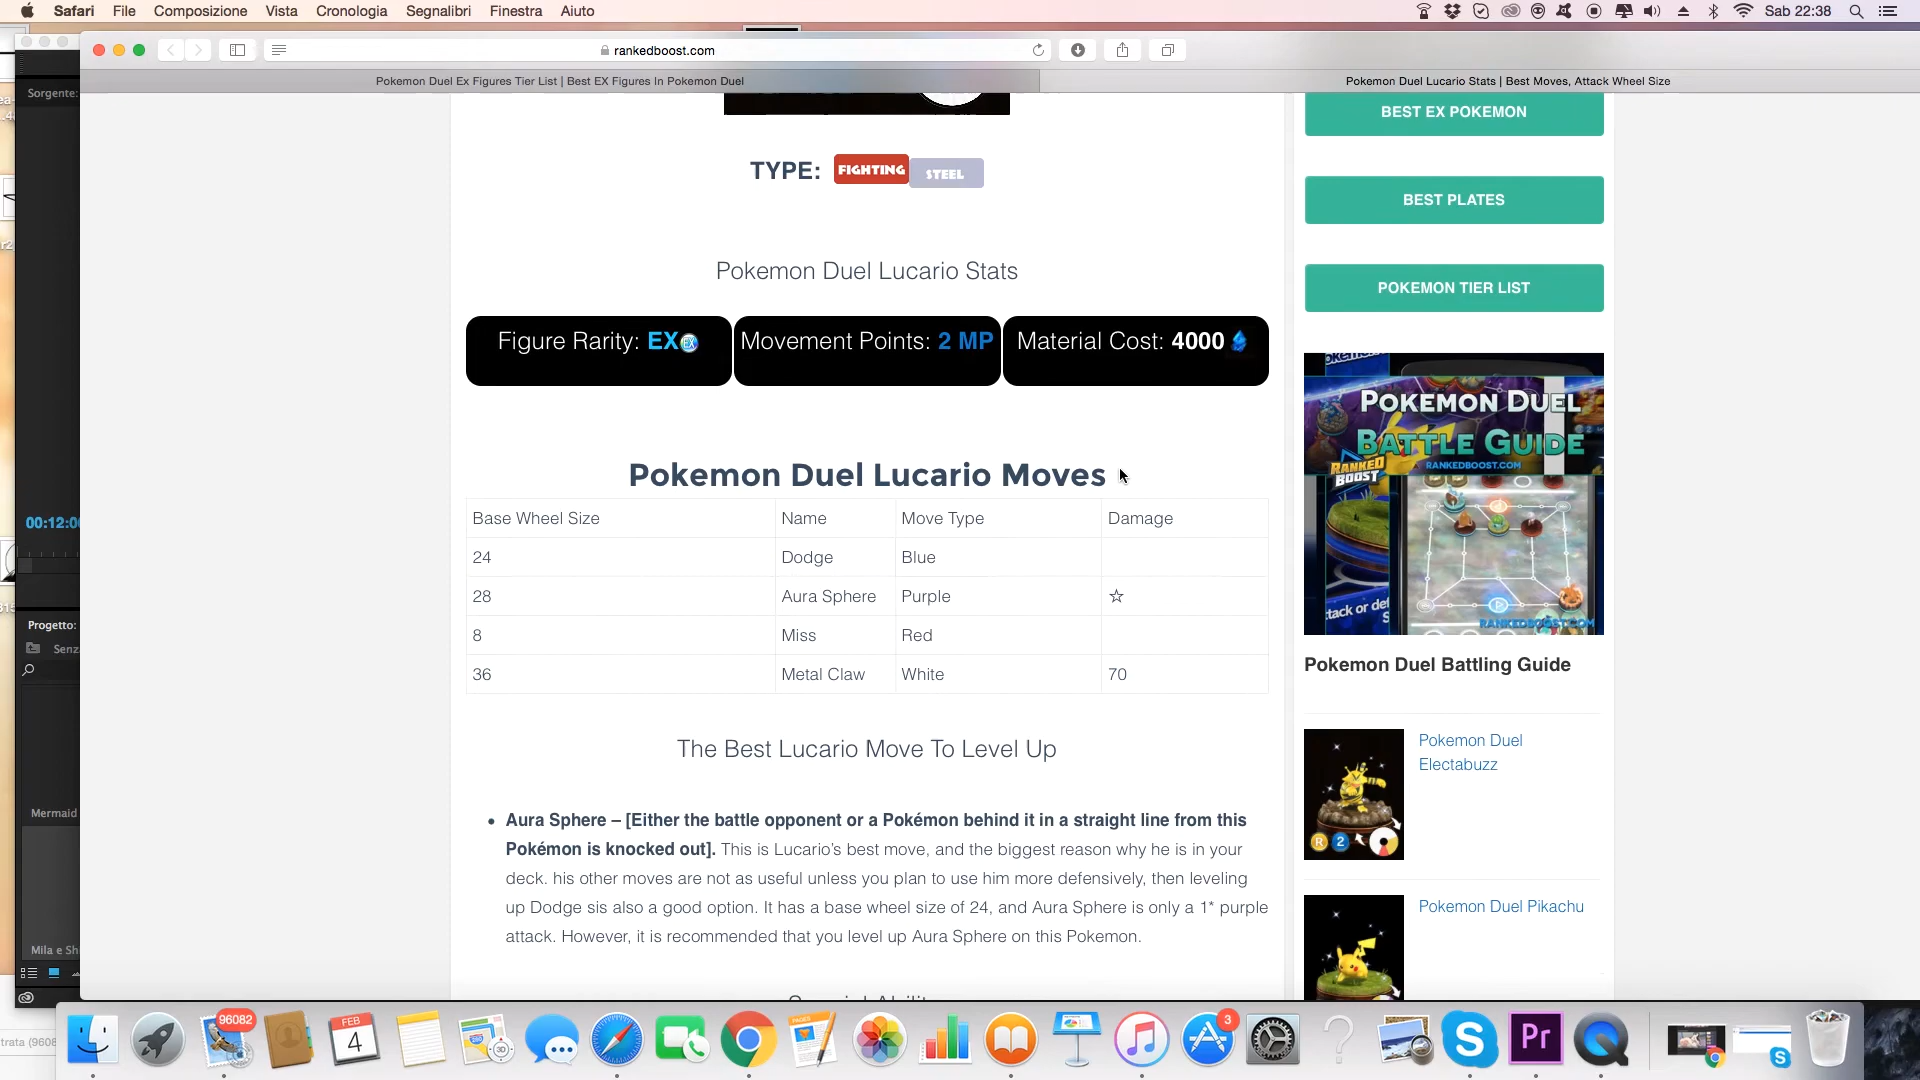 Safari File Composizione Vista Cronologia Segnalibri Finestra Aiuto
Sab 22:38
rankedboost.com
Pokemon Duel Ex Figures Tier List | Best EX Figures In Pokemon Duel
Pokemon Duel Lucario Stats | Best Moves, Attack Wheel Size
Sorgente:
00:12:0
Progetto:
Senz
Mermaid
Mila e Sh
TYPE: FIGHTING STEEL
Pokemon Duel Lucario Stats
Figure Rarity: EX
Movement Points: 2 MP
Material Cost: 4000
Pokemon Duel Lucario Moves
Base Wheel Size Name Move Type Damage
24 Dodge Blue
28 Aura Sphere Purple ☆
8 Miss Red
36 Metal Claw White 70
The Best Lucario Move To Level Up
• Aura Sphere – [Either the battle opponent or a Pokémon behind it in a straight line from this
Pokémon is knocked out]. This is Lucario's best move, and the biggest reason why he is in your
deck. his other moves are not as useful unless you plan to use him more defensively, then leveling
up Dodge sis also a good option. It has a base wheel size of 24, and Aura Sphere is only a 1* purple
attack. However, it is recommended that you level up Aura Sphere on this Pokemon.
BEST EX POKEMON
BEST PLATES
POKEMON TIER LIST
POKEMON DUEL
BATTLE GUIDE
RANKEDBOOST.COM
RANKED
BOOST
RANKEDBOOST.COM
Pokemon Duel Battling Guide
Pokemon Duel
Electabuzz
R 2
Pokemon Duel Pikachu
96082
FEB
4
PAGES
3
Pr
trata (9608